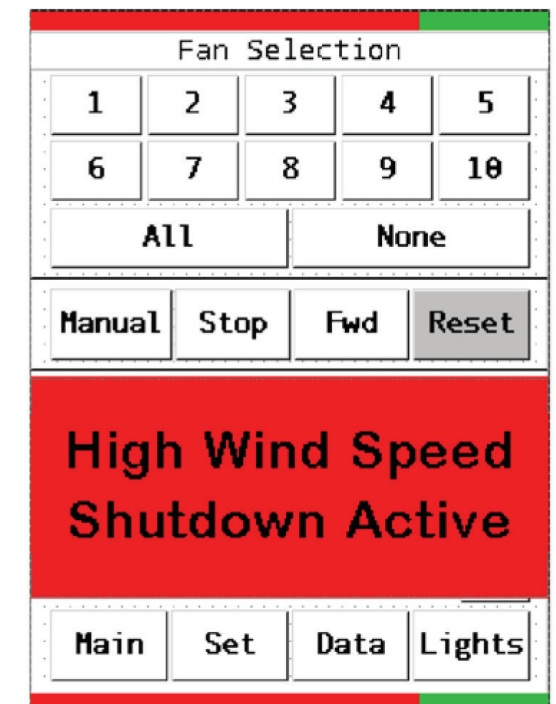 Fan Selection
1 2 3 4 5
6 7 8 9 10
All None
Manual Stop Fwd Reset
High Wind Speed
Shutdown Active
Main Set Data Lights